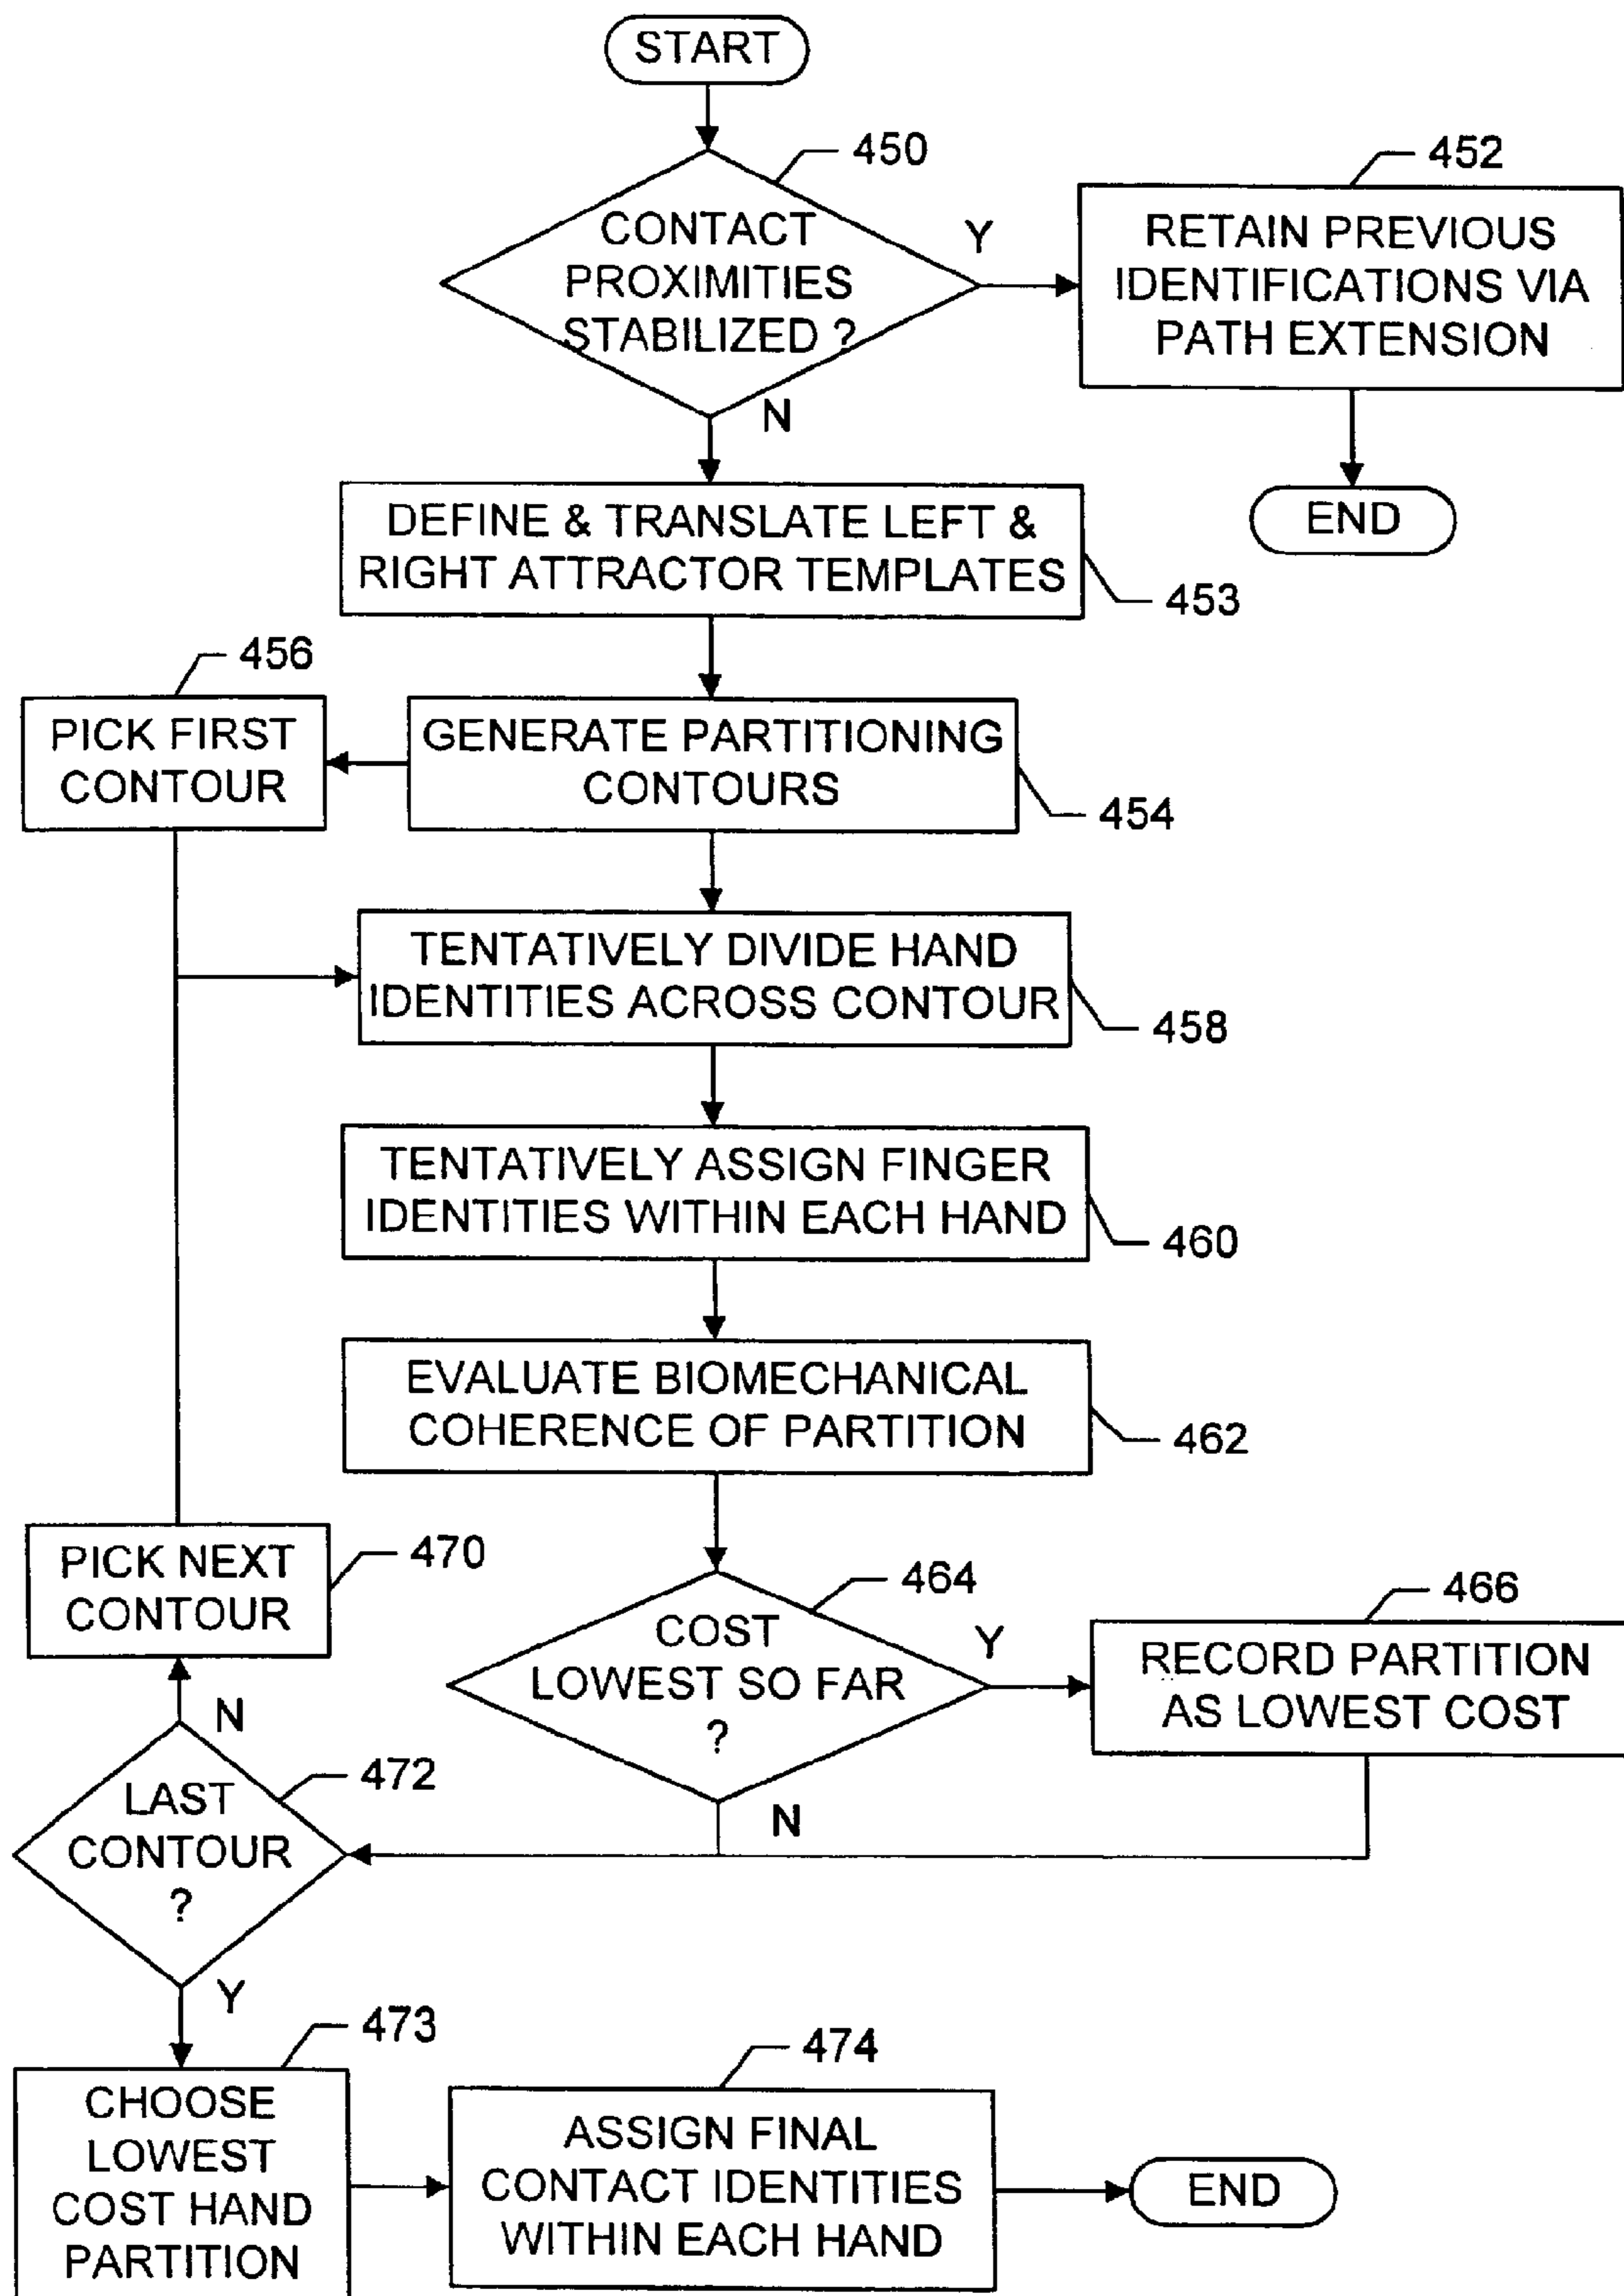 START
450
CONTACT
PROXIMITIES
STABILIZED ?
Y
N
452
RETAIN PREVIOUS
IDENTIFICATIONS VIA
PATH EXTENSION
END
DEFINE & TRANSLATE LEFT &
RIGHT ATTRACTOR TEMPLATES
453
456
PICK FIRST
CONTOUR
GENERATE PARTITIONING
CONTOURS
454
TENTATIVELY DIVIDE HAND
IDENTITIES ACROSS CONTOUR
458
TENTATIVELY ASSIGN FINGER
IDENTITIES WITHIN EACH HAND
460
EVALUATE BIOMECHANICAL
COHERENCE OF PARTITION
462
PICK NEXT
CONTOUR
470
464
COST
LOWEST SO FAR
?
Y
N
466
RECORD PARTITION
AS LOWEST COST
N
472
LAST
CONTOUR
?
Y
473
CHOOSE
LOWEST
COST HAND
PARTITION
474
ASSIGN FINAL
CONTACT IDENTITIES
WITHIN EACH HAND
END